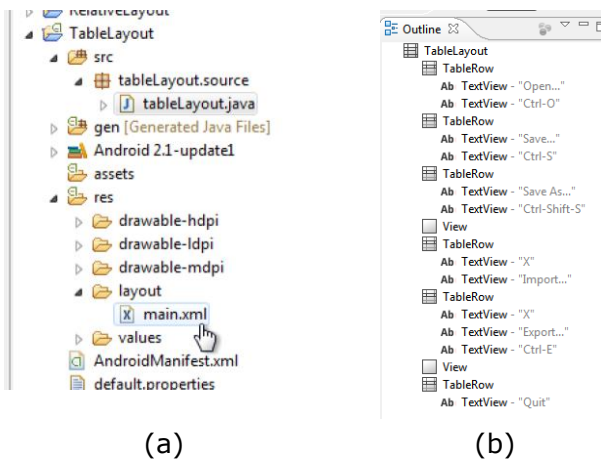 RelativeLayout
TableLayout
src
tableLayout.source
tableLayout.java
gen [Generated Java Files]
Android 2.1-update1
assets
res
drawable-hdpi
drawable-ldpi
drawable-mdpi
layout
main.xml
values
AndroidManifest.xml
default.properties
(a)
Outline
TableLayout
TableRow
Ab TextView - "Open..."
Ab TextView - "Ctrl-O"
TableRow
Ab TextView - "Save..."
Ab TextView - "Ctrl-S"
TableRow
Ab TextView - "Save As..."
Ab TextView - "Ctrl-Shift-S"
View
TableRow
Ab TextView - "X"
Ab TextView - "Import..."
TableRow
Ab TextView - "X"
Ab TextView - "Export..."
Ab TextView - "Ctrl-E"
View
TableRow
Ab TextView - "Quit"
(b)